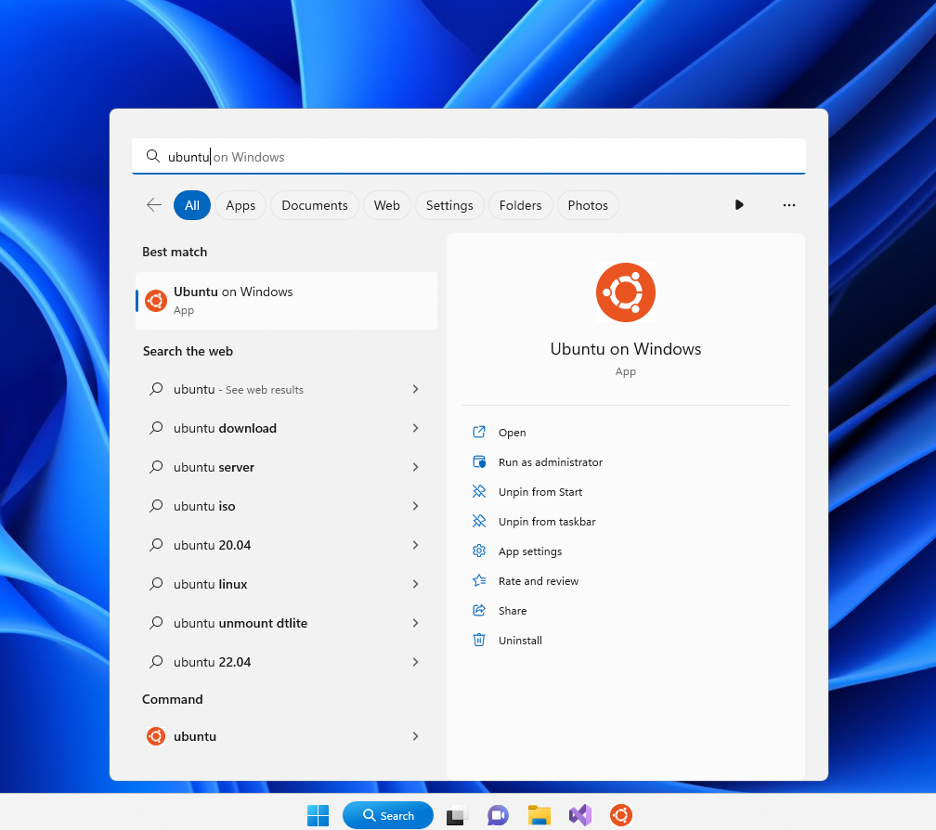 ubuntu on Windows
All
Apps
Documents
Web
Settings
Folders
Photos
Best match
Ubuntu on Windows
App
Search the web
ubuntu - See web results
ubuntu download
ubuntu server
ubuntu iso
ubuntu 20.04
ubuntu linux
ubuntu unmount dtlite
ubuntu 22.04
Command
ubuntu
Ubuntu on Windows
App
Open
Run as administrator
Unpin from Start
Unpin from taskbar
App settings
Rate and review
Share
Uninstall
Search